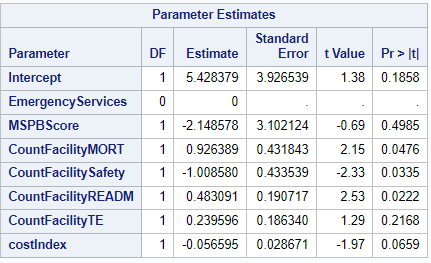 Parameter Estimates
Parameter DF Estimate Standard Error t Value Pr > |t|
Intercept 1 5.428379 3.926539 1.38 0.1858
EmergencyServices 0 0 . . .
MSPBScore 1 -2.148578 3.102124 -0.69 0.4985
CountFacilityMORT 1 0.926389 0.431843 2.15 0.0476
CountFacilitySafety 1 -1.008580 0.433539 -2.33 0.0335
CountFacilityREADM 1 0.483091 0.190717 2.53 0.0222
CountFacilityTE 1 0.239596 0.186340 1.29 0.2168
costIndex 1 -0.056595 0.028671 -1.97 0.0659